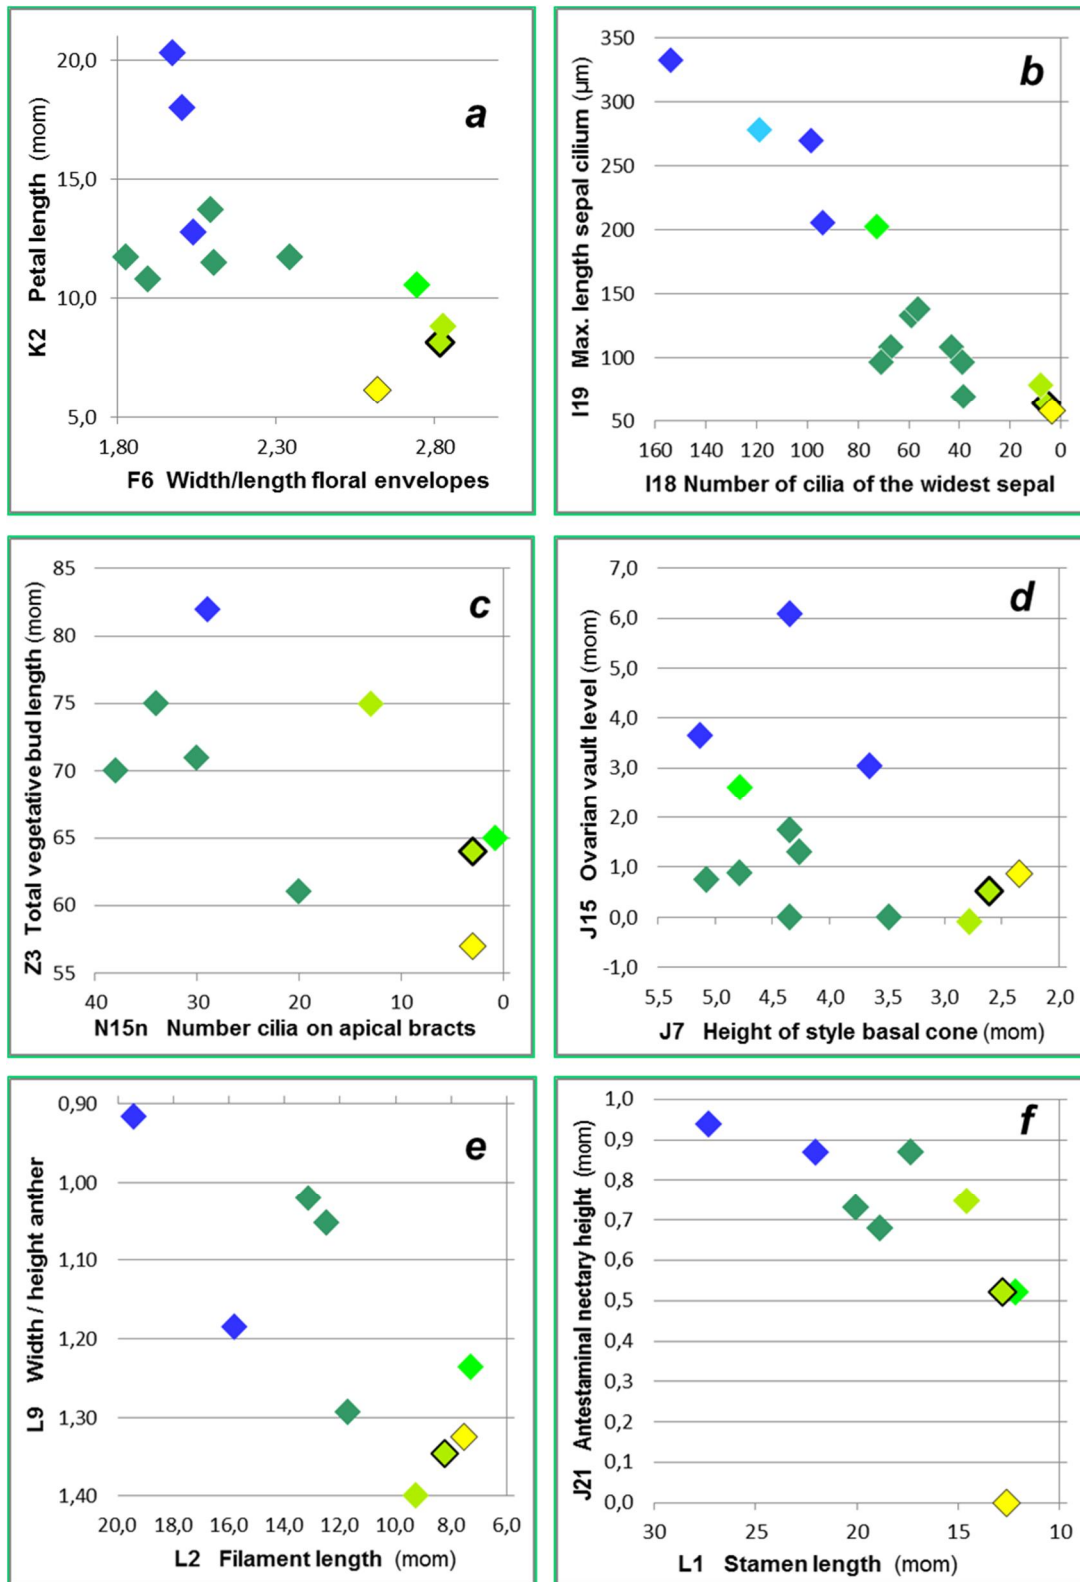 a
20,0
15,0
10,0
5,0
1,80 2,30 2,80
K2 Petal length (mom)
F6 Width/length floral envelopes
b
350
300
250
200
150
100
50
160 140 120 100 80 60 40 20 0
I19 Max. length sepal cilium (µm)
I18 Number of cilia of the widest sepal
c
85
80
75
70
65
60
55
40 30 20 10 0
Z3 Total vegetative bud length (mom)
N15n Number cilia on apical bracts
d
7,0
6,0
5,0
4,0
3,0
2,0
1,0
0,0
-1,0
5,5 5,0 4,5 4,0 3,5 3,0 2,5 2,0
J15 Ovarian vault level (mom)
J7 Height of style basal cone (mom)
e
0,90
1,00
1,10
1,20
1,30
1,40
20,0 18,0 16,0 14,0 12,0 10,0 8,0 6,0
L9 Width / height anther
L2 Filament length (mom)
f
1,0
0,9
0,8
0,7
0,6
0,5
0,4
0,3
0,2
0,1
0,0
30 25 20 15 10
J21 Antestaminal nectary height (mom)
L1 Stamen length (mom)